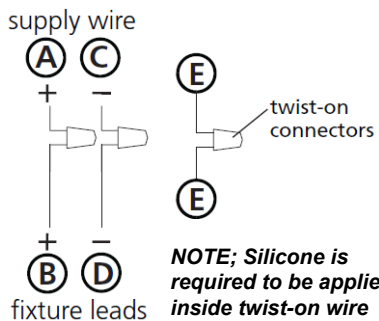 supply wire
A C
E
+ −
twist-on
connectors
E
+ −
B D
fixture leads
NOTE; Silicone is
required to be applie
inside twist-on wire